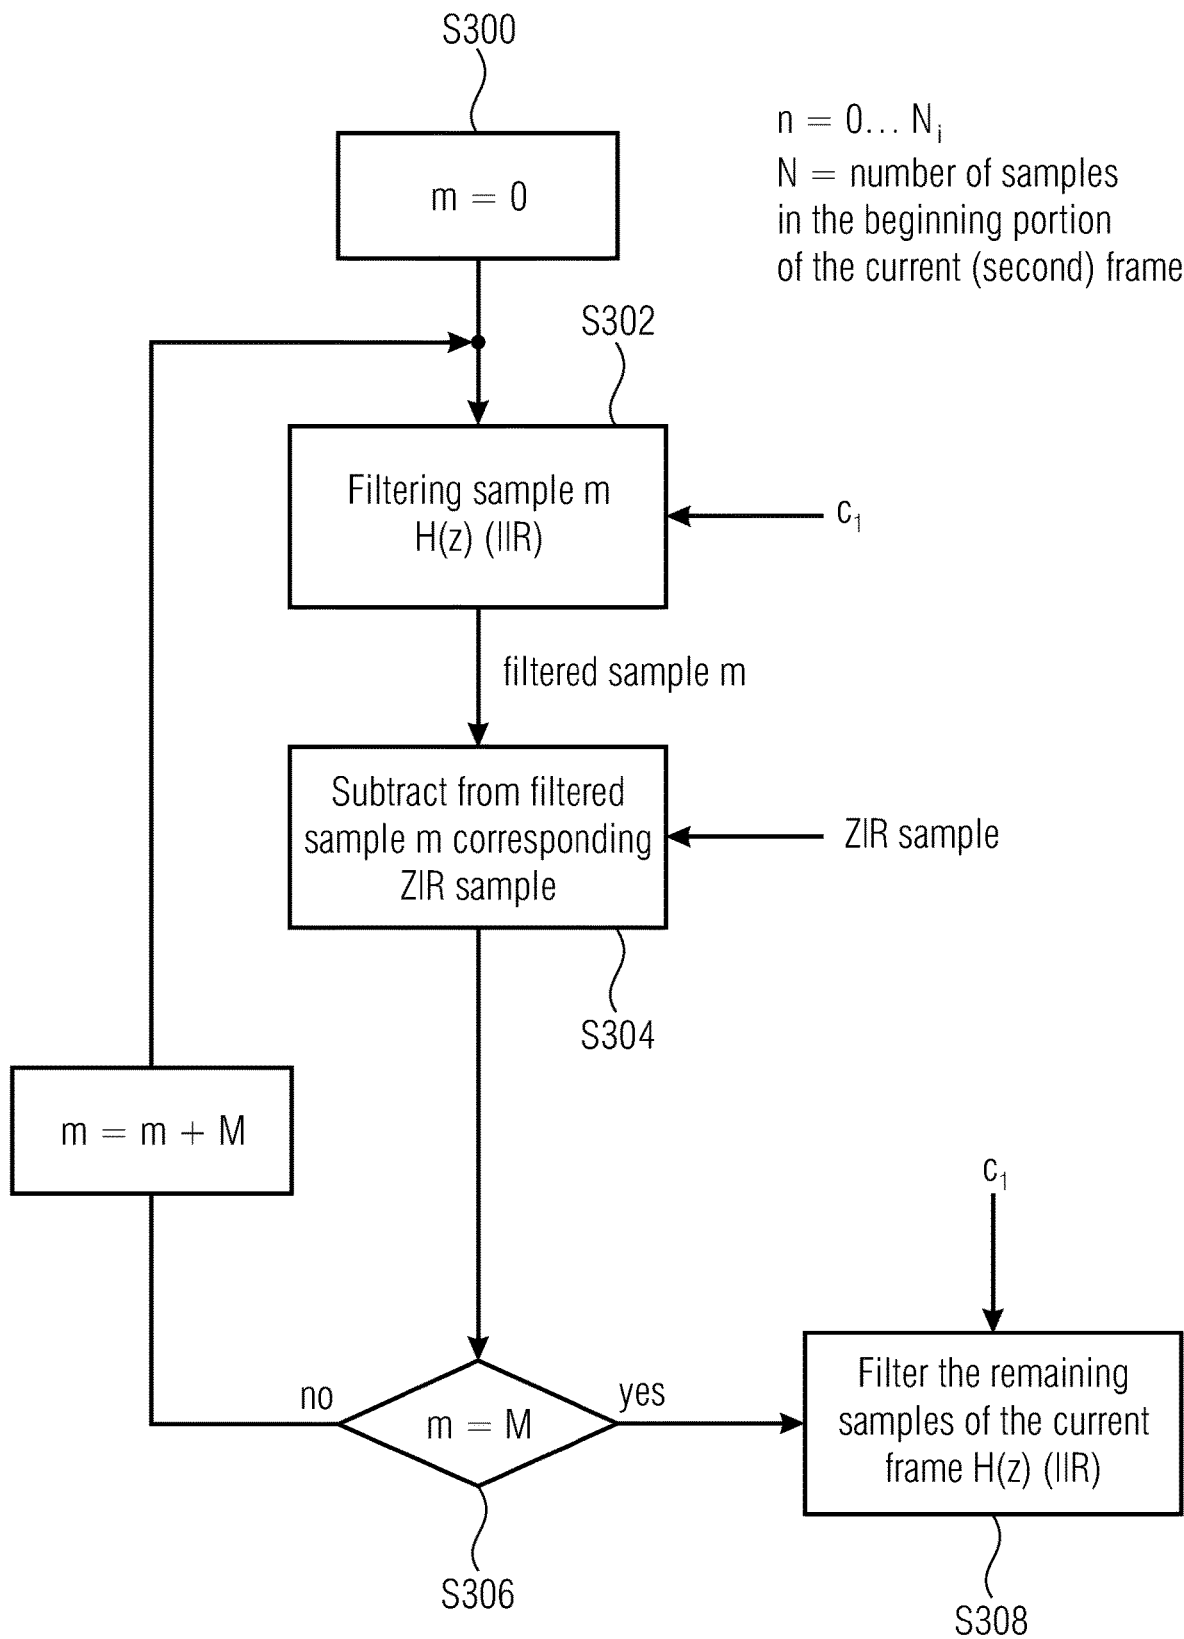 S300
m = 0
n = 0... Ni
N = number of samples
in the beginning portion
of the current (second) frame
S302
Filtering sample m
H(z) (IIR)
c1
filtered sample m
Subtract from filtered
sample m corresponding
ZIR sample
ZIR sample
S304
m = m + M
c1
no
m = M
yes
Filter the remaining
samples of the current
frame H(z) (IIR)
S306
S308